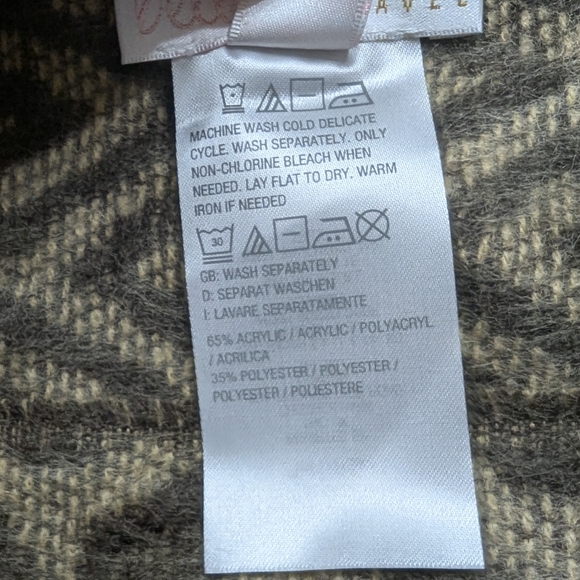 MACHINE WASH COLD DELICATE
CYCLE. WASH SEPARATELY. ONLY
NON-CHLORINE BLEACH WHEN
NEEDED. LAY FLAT TO DRY. WARM
IRON IF NEEDED
30
GB: WASH SEPARATELY
D: SEPARAT WASCHEN
I: LAVARE SEPARATAMENTE
65% ACRYLIC / ACRYLIC / POLYACRYL
/ ACRILICA
35% POLYESTER / POLYESTER /
POLYESTER / POLIESTERE